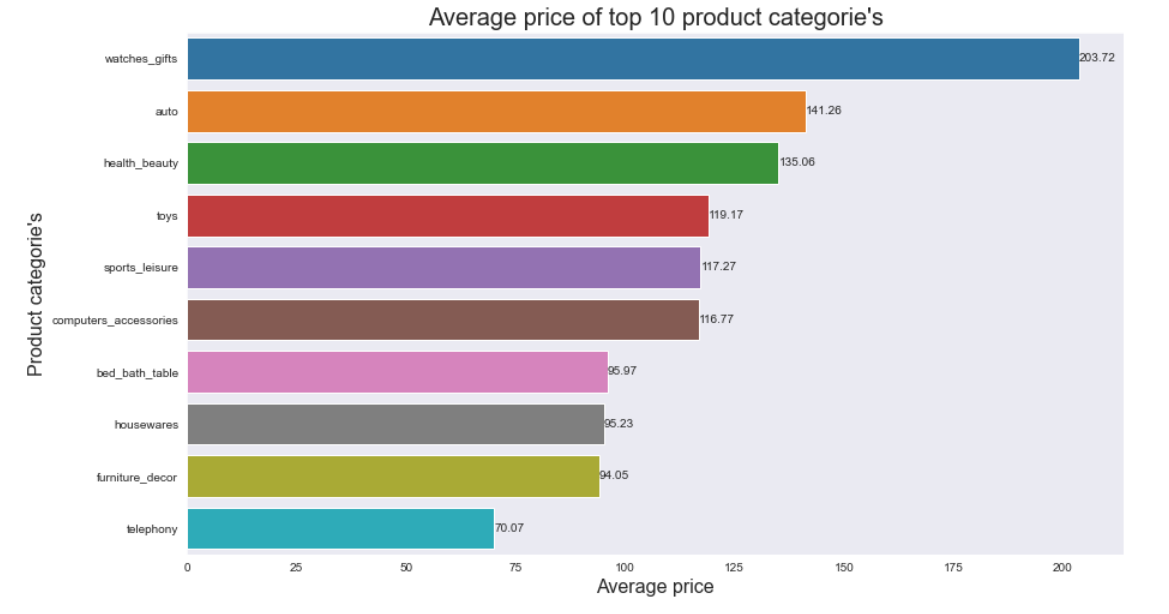 Average price of top 10 product categorie's
Product categorie's
watches_gifts 203.72
auto 141.26
health_beauty 135.06
toys 119.17
sports_leisure 117.27
computers_accessories 116.77
bed_bath_table 95.97
housewares 95.23
furniture_decor 94.05
telephony 70.07
0 25 50 75 100 125 150 175 200
Average price